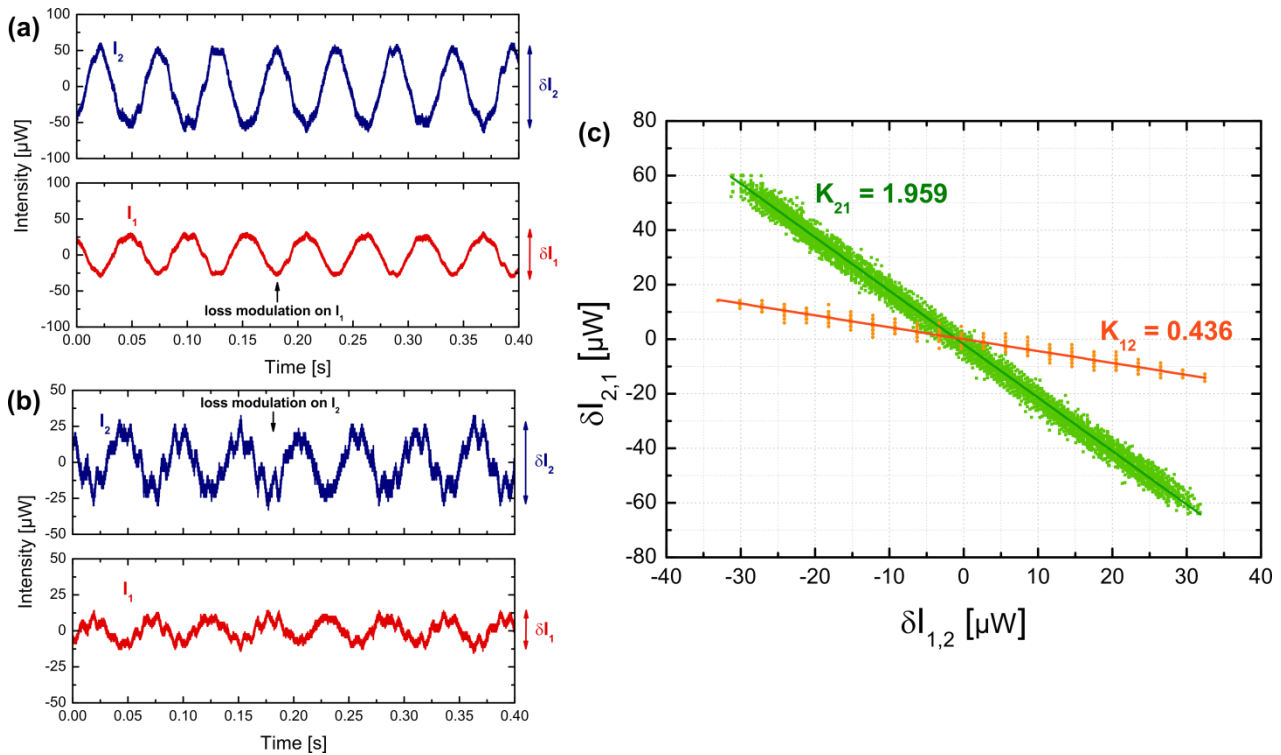 (a)
100
50
0
-50
-100
I2
δI2
Intensity [µW]
100
50
0
-50
-100
I1
δI1
loss modulation on I1
0.00 0.05 0.10 0.15 0.20 0.25 0.30 0.35 0.40
Time [s]
(b)
50
25
0
-25
-50
loss modulation on I2
I2
δI2
Intensity [µW]
50
25
0
-25
-50
I1
δI1
0.00 0.05 0.10 0.15 0.20 0.25 0.30 0.35 0.40
Time [s]
(c)
80
60
40
20
0
-20
-40
-60
-80
δI2,1 [µW]
K21 = 1.959
K12 = 0.436
-40 -30 -20 -10 0 10 20 30 40
δI1,2 [µW]